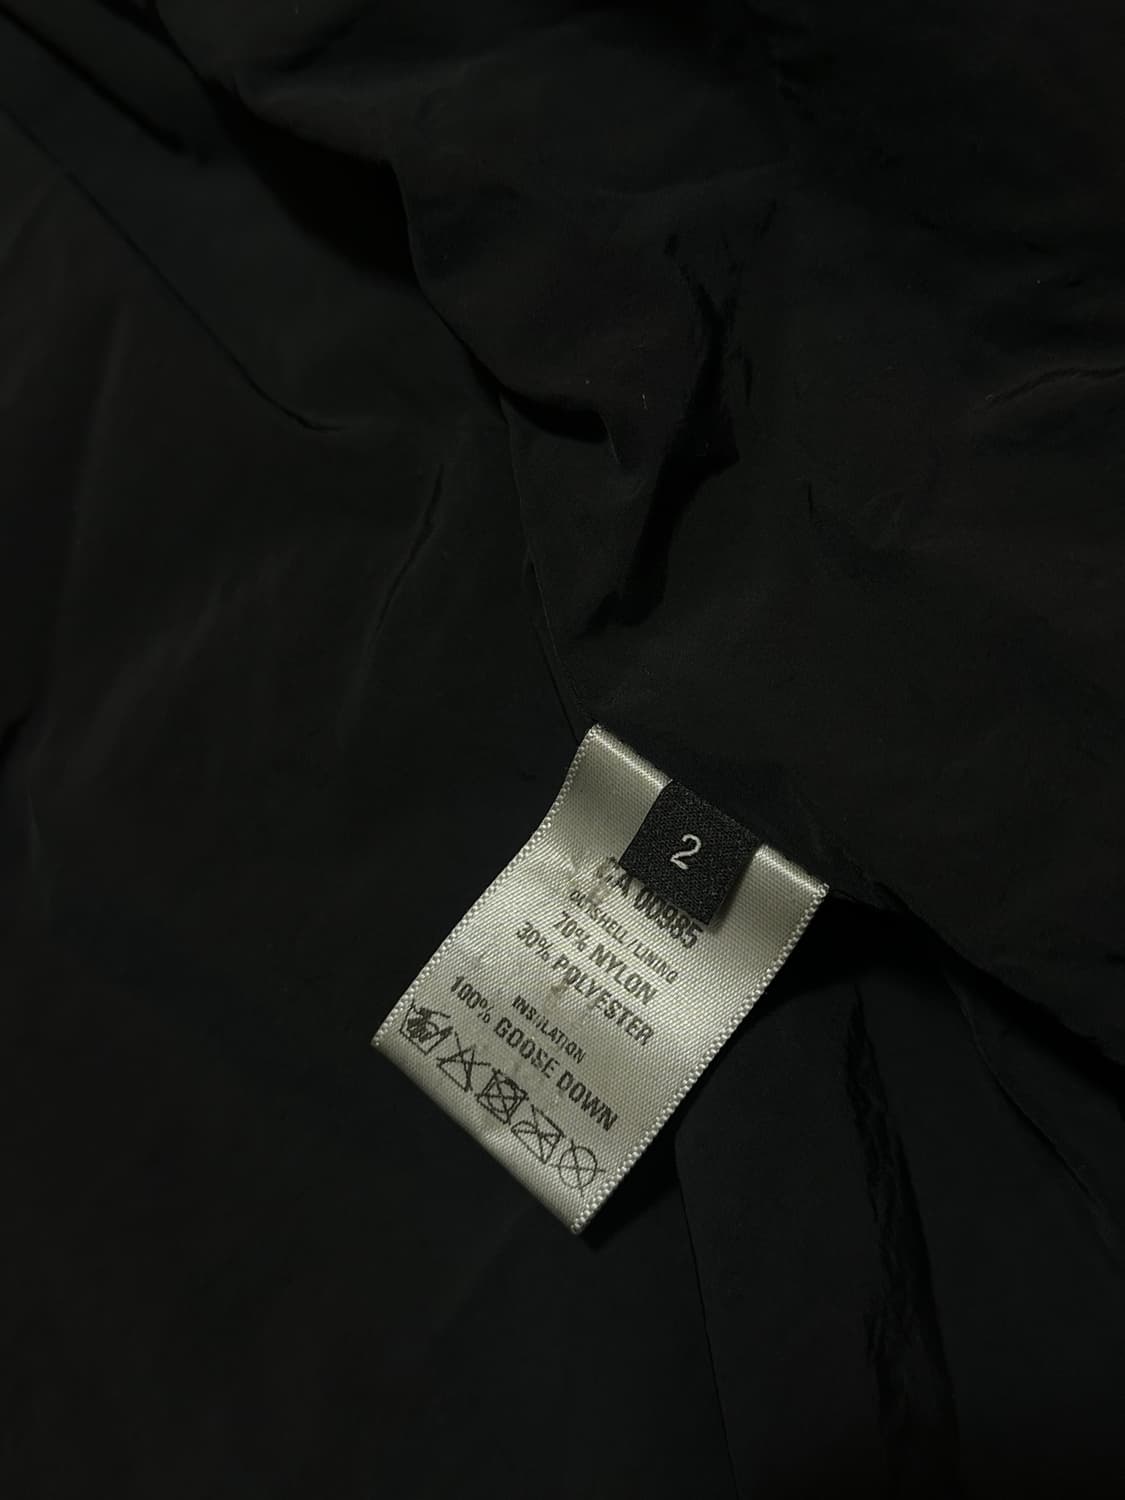 2
CA 00985
OUTSHELL/LINING
70% NYLON
30% POLYESTER
INSULATION
100% GOOSE DOWN